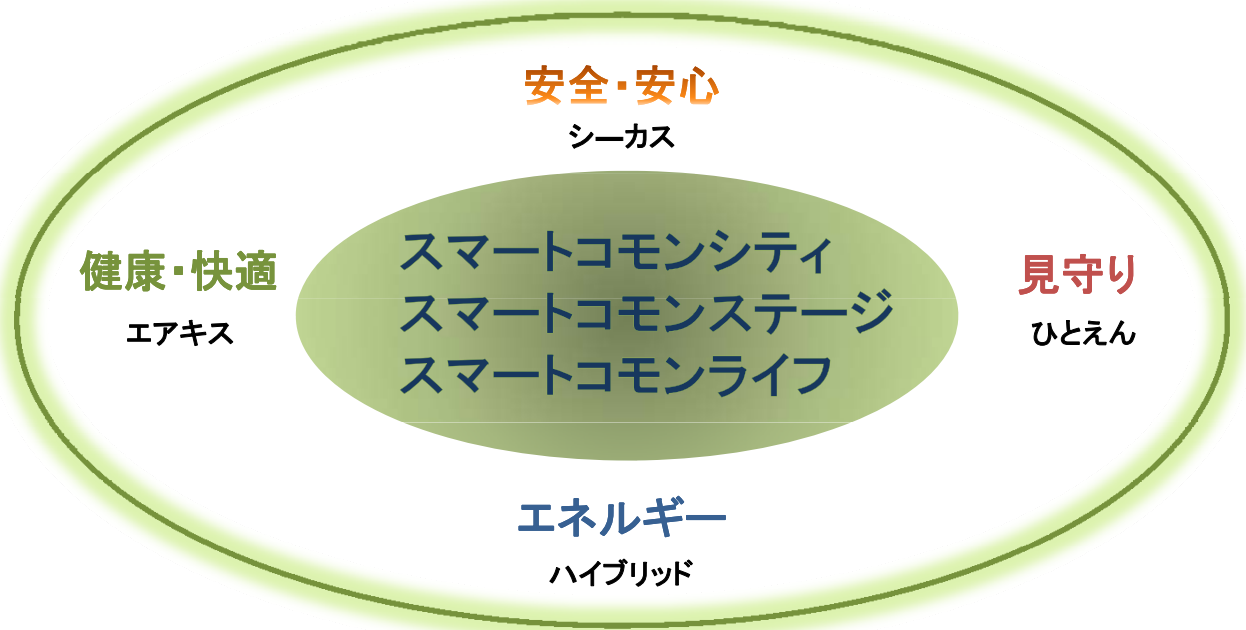 安全・安心
シーカス
健康・快適
エアキス
スマートコモンシティ
スマートコモンステージ
スマートコモンライフ
見守り
ひとえん
エネルギー
ハイブリッド